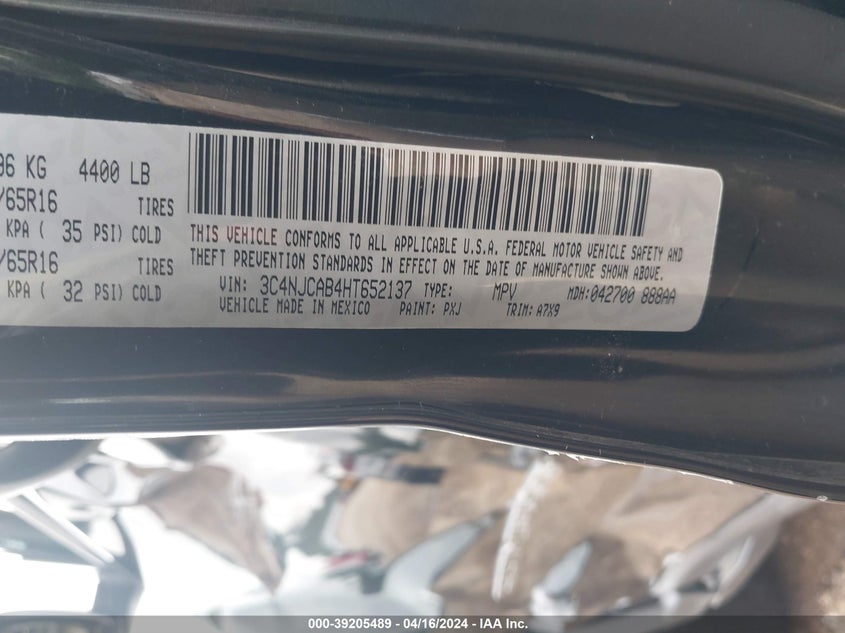 96 KG 4400 LB
/65R16 TIRES
KPA ( 35 PSI) COLD
/65R16 TIRES
KPA ( 32 PSI) COLD
THIS VEHICLE CONFORMS TO ALL APPLICABLE U.S.A. FEDERAL MOTOR VEHICLE SAFETY AND
THEFT PREVENTION STANDARDS IN EFFECT ON THE DATE OF MANUFACTURE SHOWN ABOVE.
VIN: 3C4NJCAB4HT652137 TYPE: MPV MDH:042700 888AA
VEHICLE MADE IN MEXICO PAINT: PXJ TRIM: A7X9
000-39205489 - 04/16/2024 - IAA Inc.